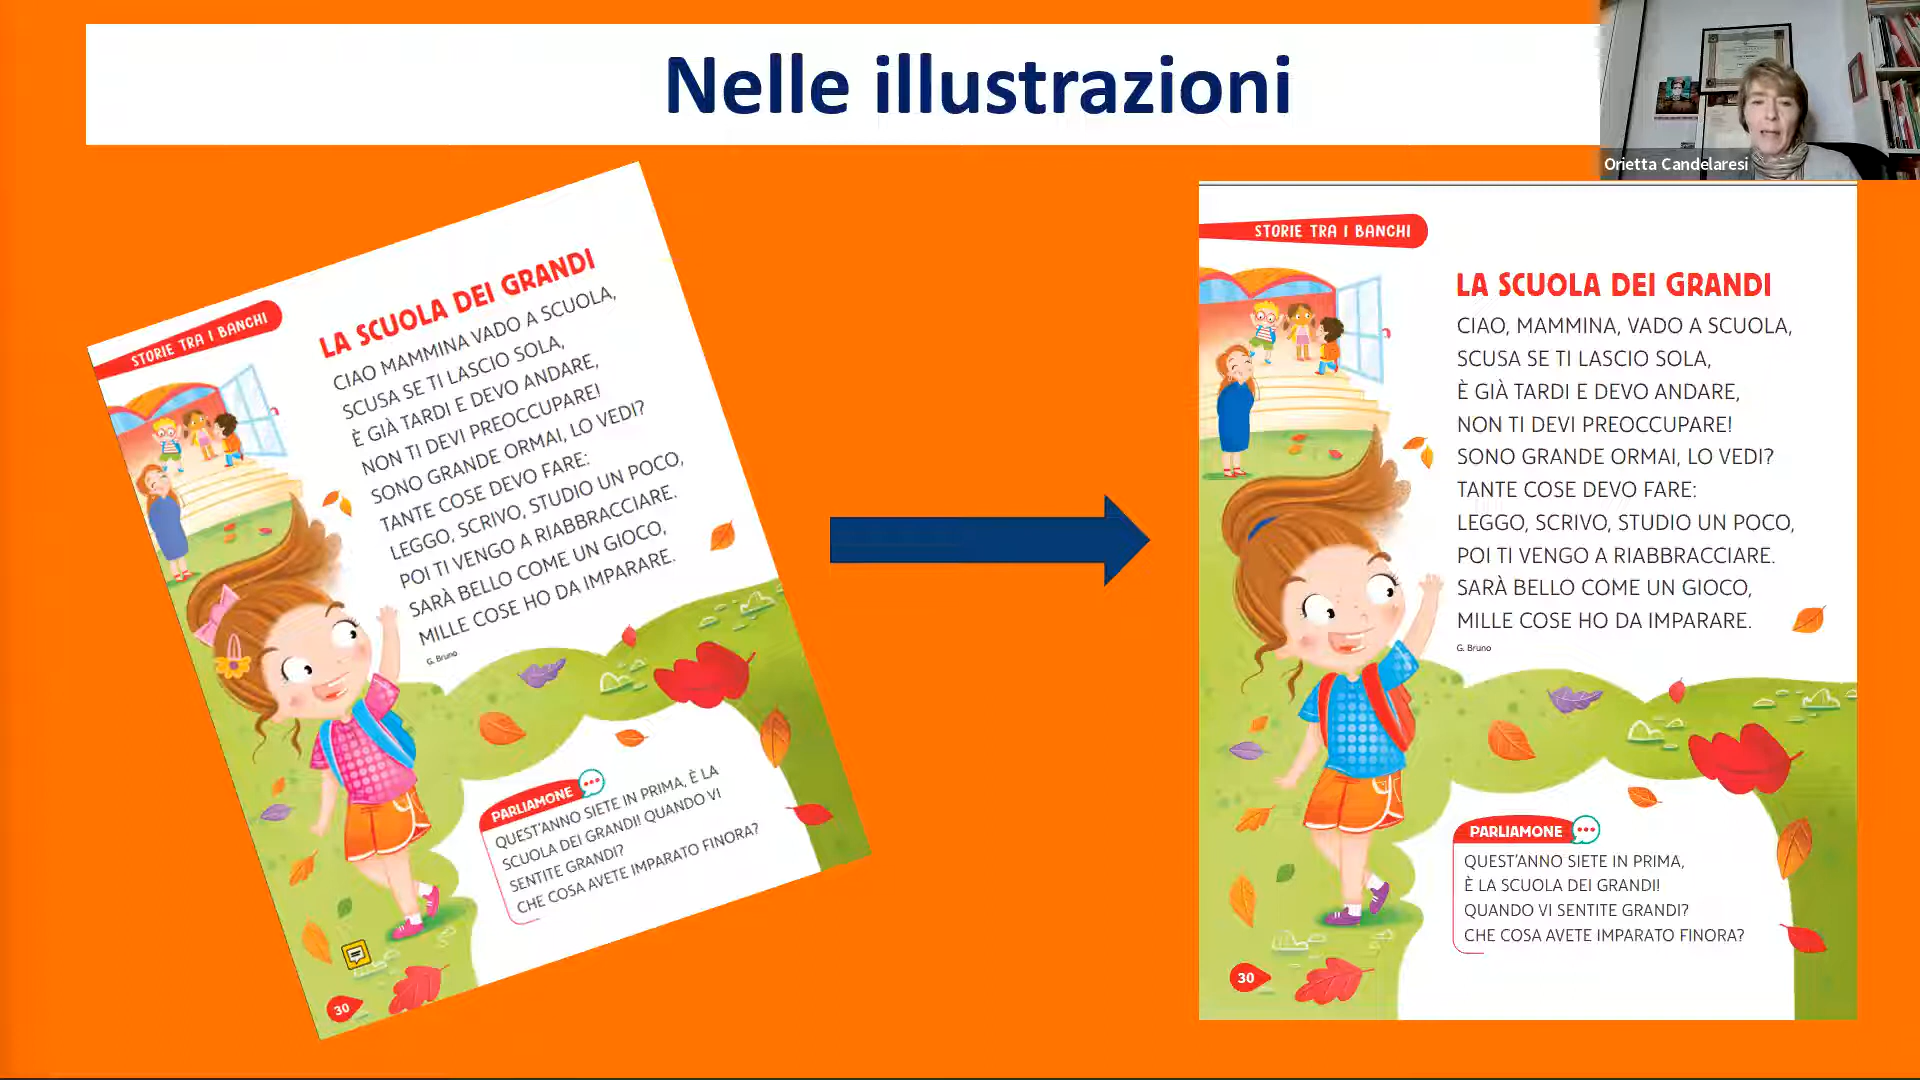 Nelle illustrazioni
Orietta Candelaresi
STORIE TRA I BANCHI
LA SCUOLA DEI GRANDI
CIAO MAMMINA VADO A SCUOLA,
SCUSA SE TI LASCIO SOLA,
È GIÀ TARDI E DEVO ANDARE,
NON TI DEVI PREOCCUPARE!
SONO GRANDE ORMAI, LO VEDI?
TANTE COSE DEVO FARE:
LEGGO, SCRIVO, STUDIO UN POCO,
POI TI VENGO A RIABBRACCIARE.
SARÀ BELLO COME UN GIOCO,
MILLE COSE HO DA IMPARARE.
G. Bruno
PARLIAMONE
QUEST'ANNO SIETE IN PRIMA, È LA
SCUOLA DEI GRANDI! QUANDO VI
SENTITE GRANDI?
CHE COSA AVETE IMPARATO FINORA?
30
STORIE TRA I BANCHI
LA SCUOLA DEI GRANDI
CIAO, MAMMINA, VADO A SCUOLA,
SCUSA SE TI LASCIO SOLA,
È GIÀ TARDI E DEVO ANDARE,
NON TI DEVI PREOCCUPARE!
SONO GRANDE ORMAI, LO VEDI?
TANTE COSE DEVO FARE:
LEGGO, SCRIVO, STUDIO UN POCO,
POI TI VENGO A RIABBRACCIARE.
SARÀ BELLO COME UN GIOCO,
MILLE COSE HO DA IMPARARE.
G. Bruno
PARLIAMONE
QUEST'ANNO SIETE IN PRIMA,
È LA SCUOLA DEI GRANDI!
QUANDO VI SENTITE GRANDI?
CHE COSA AVETE IMPARATO FINORA?
30